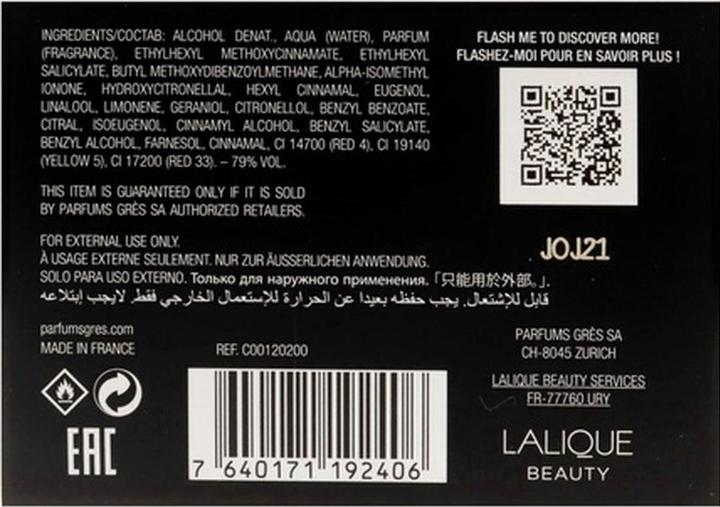 INGREDIENTS/СОСТАВ: ALCOHOL DENAT., AQUA (WATER), PARFUM
(FRAGRANCE), ETHYLHEXYL METHOXYCINNAMATE, ETHYLHEXYL
SALICYLATE, BUTYL METHOXYDIBENZOYLMETHANE, ALPHA-ISOMETHYL
IONONE, HYDROXYCITRONELLAL, HEXYL CINNAMAL, EUGENOL,
LINALOOL, LIMONENE, GERANIOL, CITRONELLOL, BENZYL BENZOATE,
CITRAL, ISOEUGENOL, CINNAMYL ALCOHOL, BENZYL SALICYLATE,
BENZYL ALCOHOL, FARNESOL, CINNAMAL, CI 14700 (RED 4), CI 19140
(YELLOW 5), CI 17200 (RED 33). – 79% VOL.
THIS ITEM IS GUARANTEED ONLY IF IT IS SOLD
BY PARFUMS GRÈS SA AUTHORIZED RETAILERS.
FOR EXTERNAL USE ONLY.
À USAGE EXTERNE SEULEMENT. NUR ZUR ÄUSSERLICHEN ANWENDUNG.
SOLO PARA USO EXTERNO. Только для наружного применения. 「只能用於外部。」.
قابل للإشتعال. يجب حفظه بعيدا عن الحرارة للإستعمال الخارجي فقط. لايجب إبتلاعه
parfumsgres.com
MADE IN FRANCE
REF. C00120200
EAC
7 640171 192406
FLASH ME TO DISCOVER MORE!
FLASHEZ-MOI POUR EN SAVOIR PLUS !
JOJ21
PARFUMS GRÈS SA
CH-8045 ZURICH
LALIQUE BEAUTY SERVICES
FR-77760 URY
LALIQUE
BEAUTY